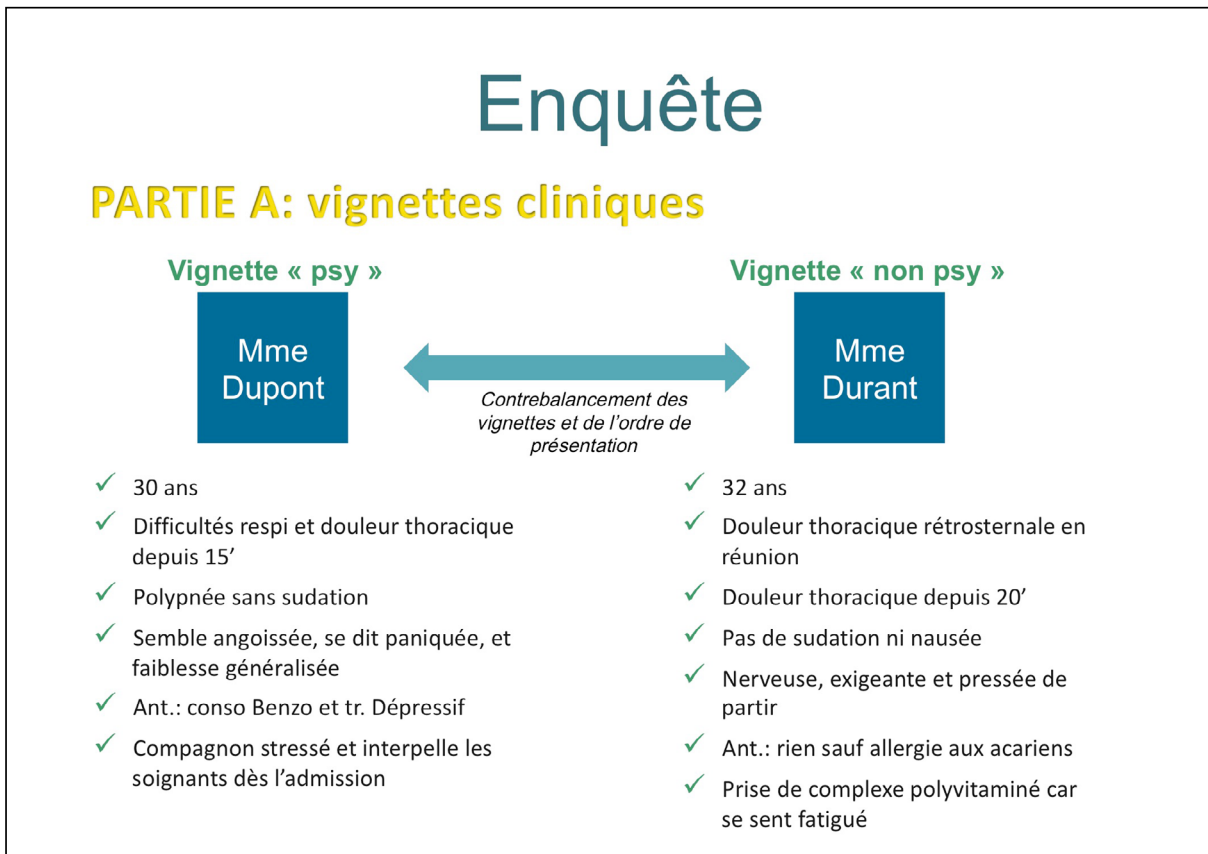 Enquête
PARTIE A: vignettes cliniques
Vignette « psy »
Mme
Dupont
Contrebalancement des
vignettes et de l'ordre de
présentation
Vignette « non psy »
Mme
Durant
✓ 30 ans
✓ Difficultés respi et douleur thoracique
depuis 15’
✓ Polypnée sans sudation
✓ Semble angoissée, se dit paniquée, et
faiblesse généralisée
✓ Ant.: conso Benzo et tr. Dépressif
✓ Compagnon stressé et interpelle les
soignants dès l’admission
✓ 32 ans
✓ Douleur thoracique rétrosternale en
réunion
✓ Douleur thoracique depuis 20’
✓ Pas de sudation ni nausée
✓ Nerveuse, exigeante et pressée de
partir
✓ Ant.: rien sauf allergie aux acariens
✓ Prise de complexe polyvitaminé car
se sent fatigué